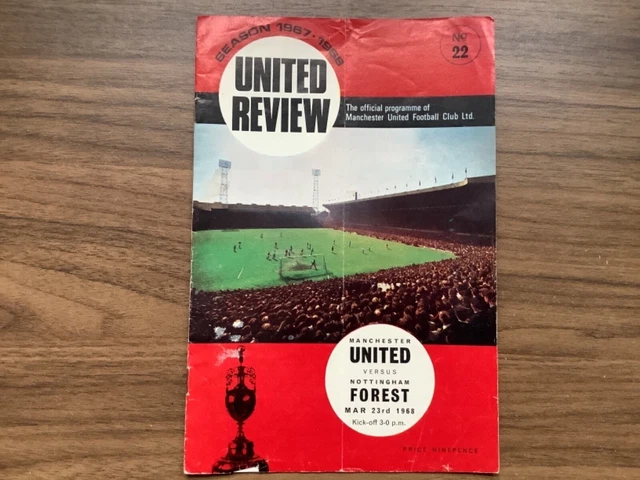 SEASON 1967-1968
No
22
UNITED
REVIEW
The official programme of
Manchester United Football Club Ltd.
MANCHESTER
UNITED
VERSUS
NOTTINGHAM
FOREST
MAR 23rd 1968
Kick-off 3-0 p.m.
PRICE NINEPENCE